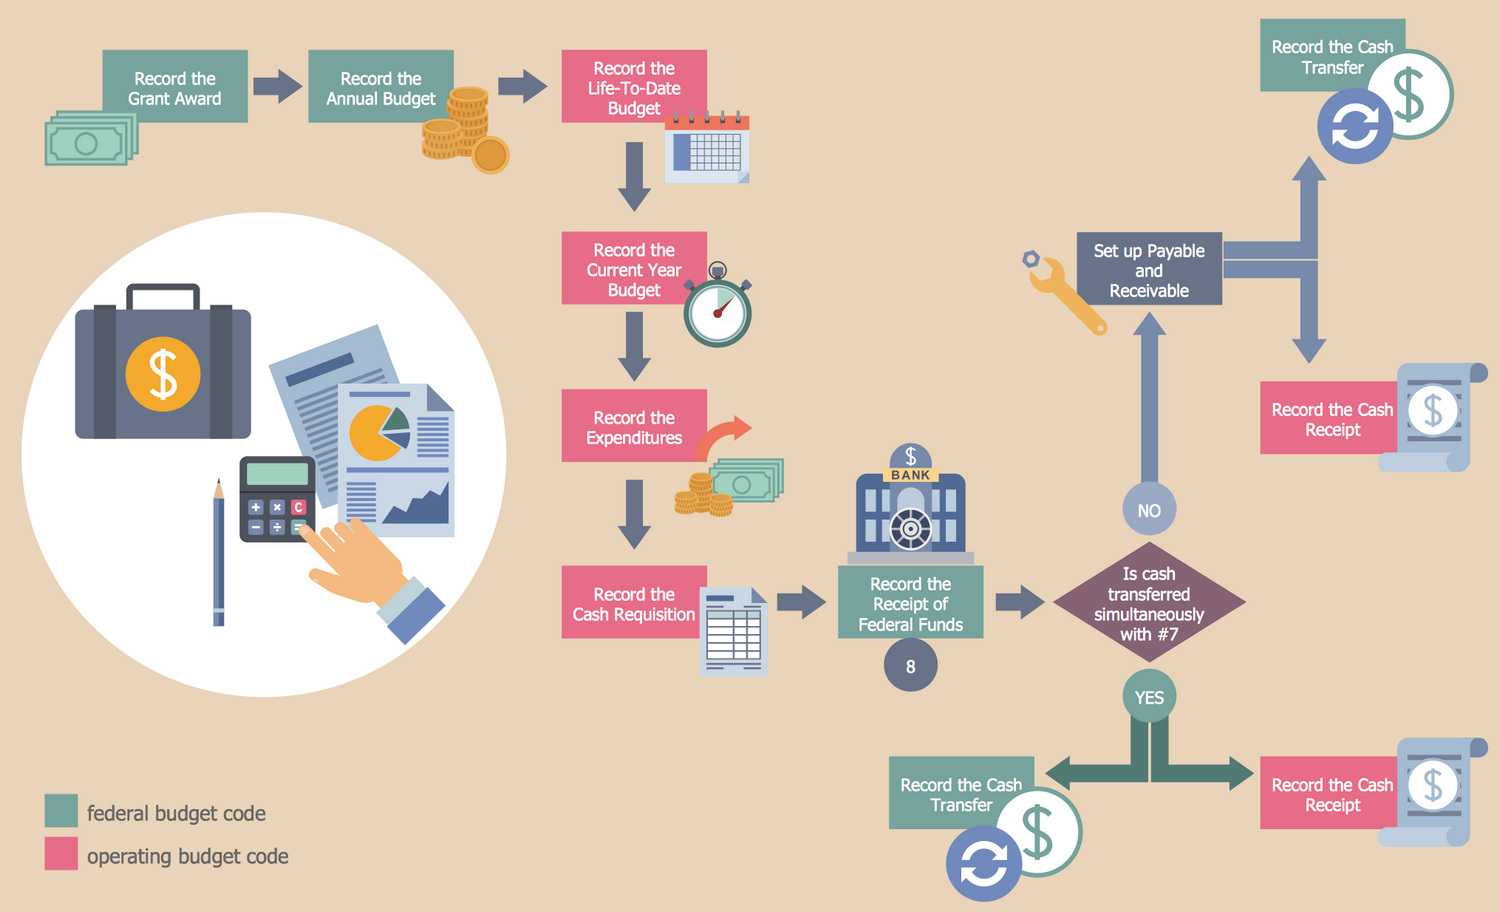 Record the
Grant Award
Record the
Annual Budget
Record the
Life-To-Date
Budget
Record the
Current Year
Budget
Record the
Expenditures
Record the
Cash Requisition
$
BANK
Record the
Receipt of
Federal Funds
8
Is cash
transferred
simultaneously
with #7
NO
Set up Payable
and
Receivable
Record the Cash
Transfer
$
Record the Cash
Receipt
$
YES
Record the Cash
Transfer
$
Record the Cash
Receipt
$
$
+ × C
− ÷ =
federal budget code
operating budget code